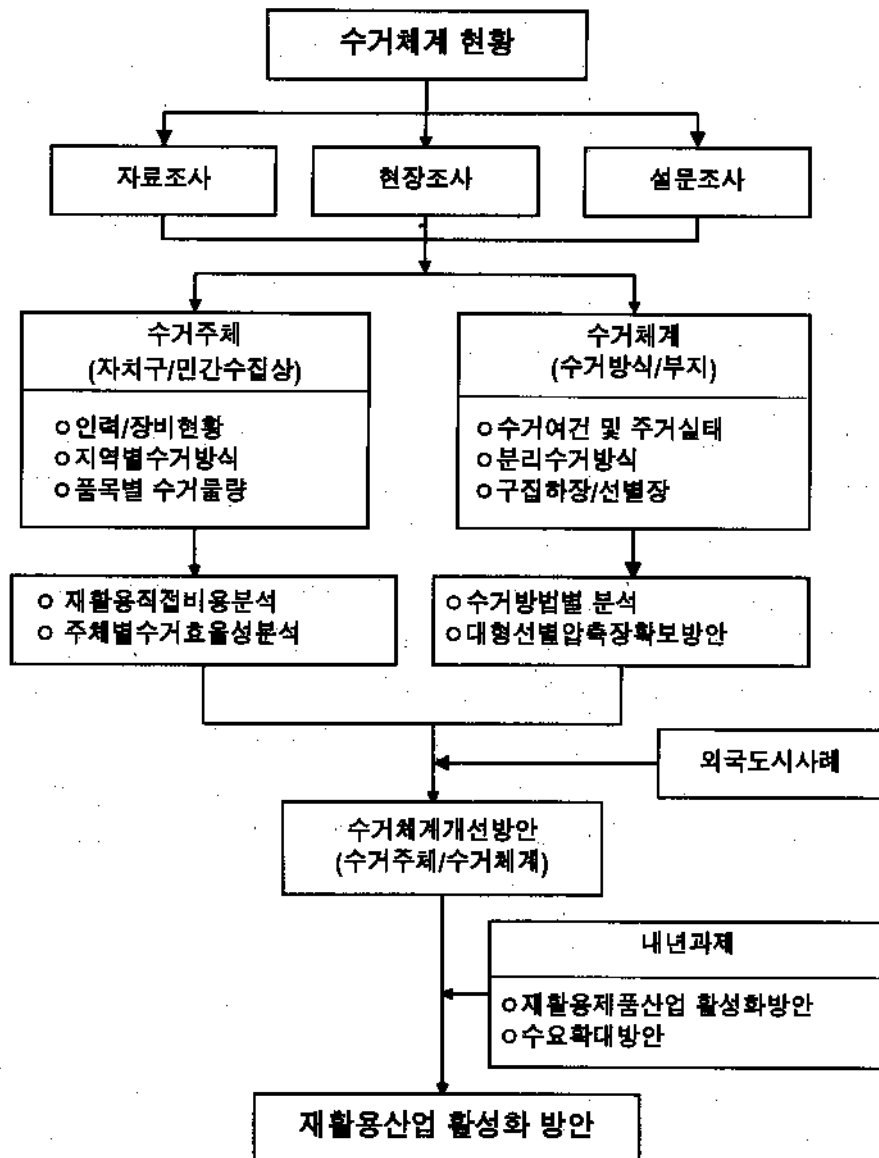 수거체계 현황
자료조사
현장조사
설문조사
수거주체
(자치구/민간수집상)
ㅇ인력/장비현황
ㅇ지역별수거방식
ㅇ품목별 수거물량
수거체계
(수거방식/부지)
ㅇ수거여건 및 주거실태
ㅇ분리수거방식
ㅇ구집하장/선별장
ㅇ 재활용직접비용분석
ㅇ 주체별수거효율성분석
ㅇ수거방법별 분석
ㅇ대형선별압축장확보방안
외국도시사례
수거체계개선방안
(수거주체/수거체계)
내년과제
ㅇ재활용제품산업 활성화방안
ㅇ수요확대방안
재활용산업 활성화 방안